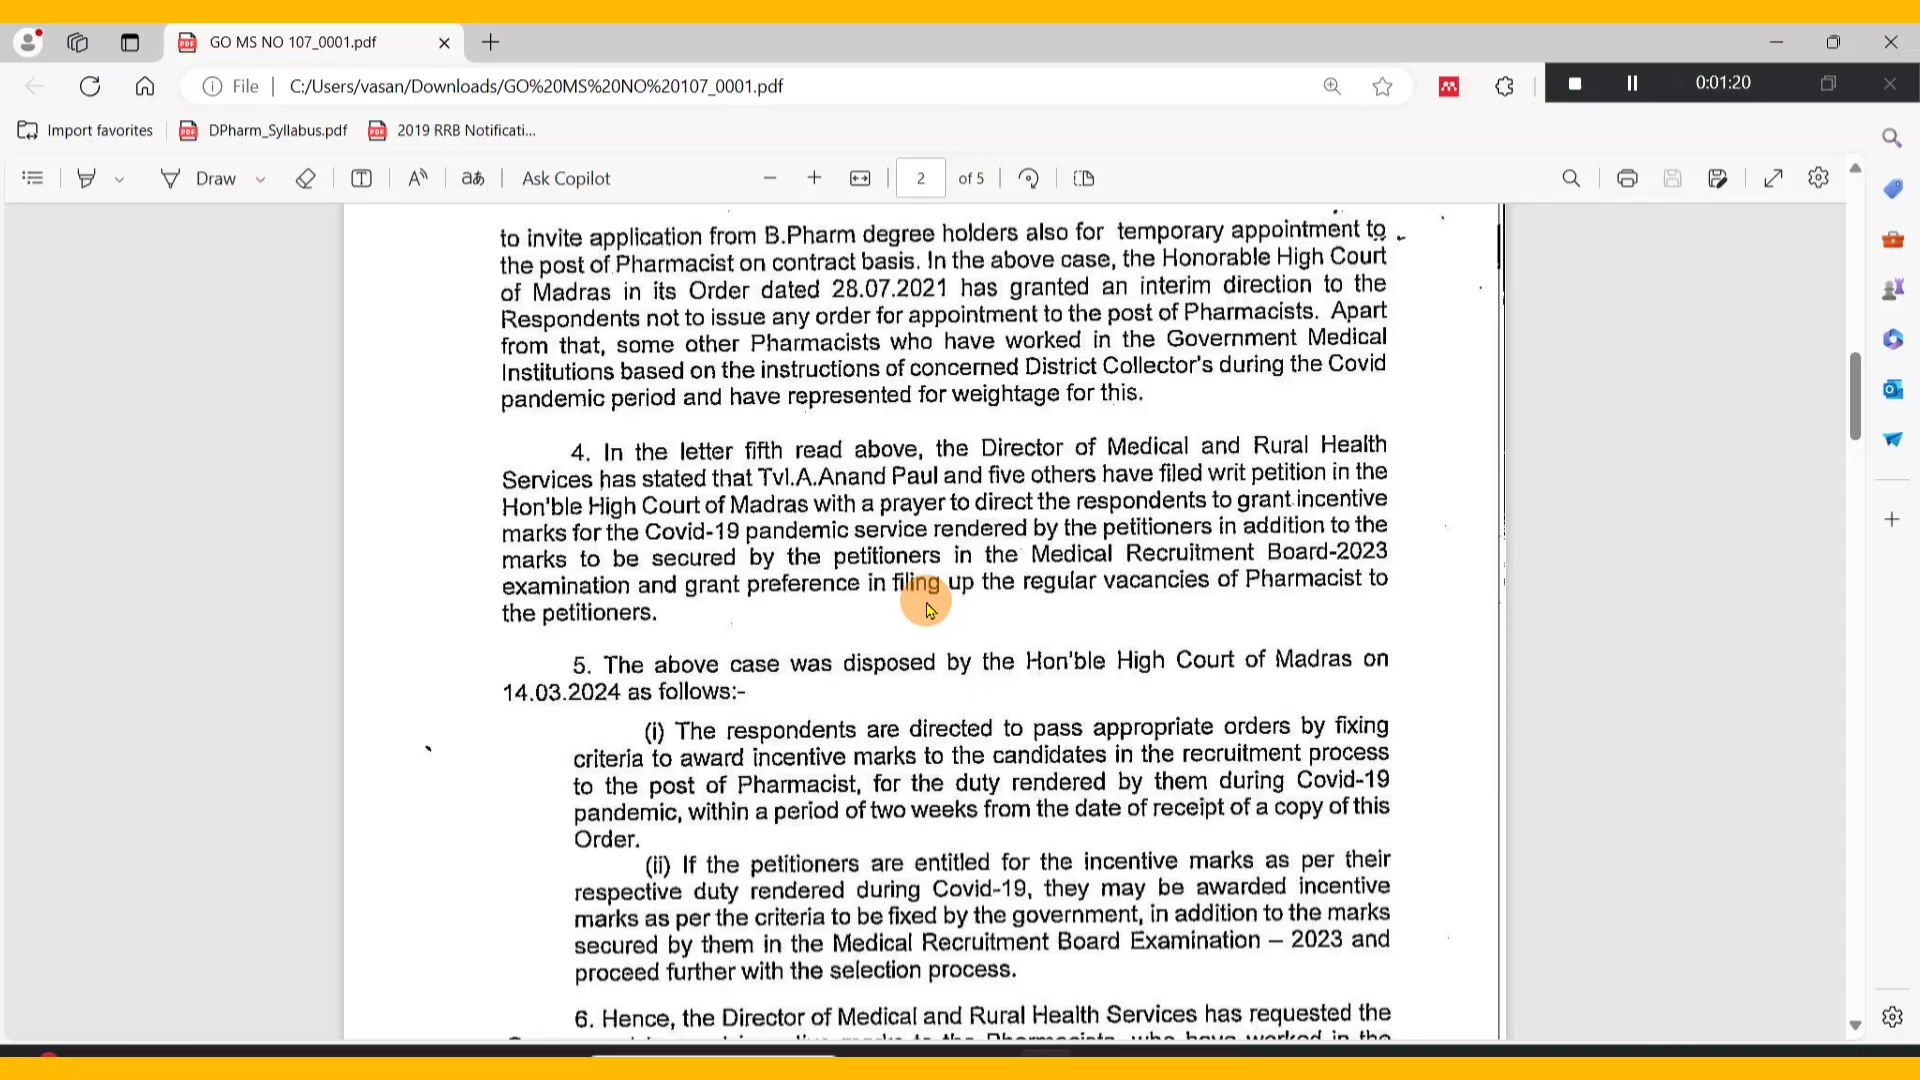 GO MS NO 107_0001.pdf
File
C:/Users/vasan/Downloads/GO%20MS%20NO%20107_0001.pdf
0:01:20
Import favorites
DPharm_Syllabus.pdf
2019 RRB Notificati...
Draw
aあ
Ask Copilot
2
of 5
to invite application from B.Pharm degree holders also for temporary appointment to
the post of Pharmacist on contract basis. In the above case, the Honorable High Court
of Madras in its Order dated 28.07.2021 has granted an interim direction to the
Respondents not to issue any order for appointment to the post of Pharmacists. Apart
from that, some other Pharmacists who have worked in the Government Medical
Institutions based on the instructions of concerned District Collector's during the Covid
pandemic period and have represented for weightage for this.
4. In the letter fifth read above, the Director of Medical and Rural Health
Services has stated that Tvl.A.Anand Paul and five others have filed writ petition in the
Hon'ble High Court of Madras with a prayer to direct the respondents to grant incentive
marks for the Covid-19 pandemic service rendered by the petitioners in addition to the
marks to be secured by the petitioners in the Medical Recruitment Board-2023
examination and grant preference in filing up the regular vacancies of Pharmacist to
the petitioners.
5. The above case was disposed by the Hon'ble High Court of Madras on
14.03.2024 as follows:-
(i) The respondents are directed to pass appropriate orders by fixing
criteria to award incentive marks to the candidates in the recruitment process
to the post of Pharmacist, for the duty rendered by them during Covid-19
pandemic, within a period of two weeks from the date of receipt of a copy of this
Order.
(ii) If the petitioners are entitled for the incentive marks as per their
respective duty rendered during Covid-19, they may be awarded incentive
marks as per the criteria to be fixed by the government, in addition to the marks
secured by them in the Medical Recruitment Board Examination – 2023 and
proceed further with the selection process.
6. Hence, the Director of Medical and Rural Health Services has requested the